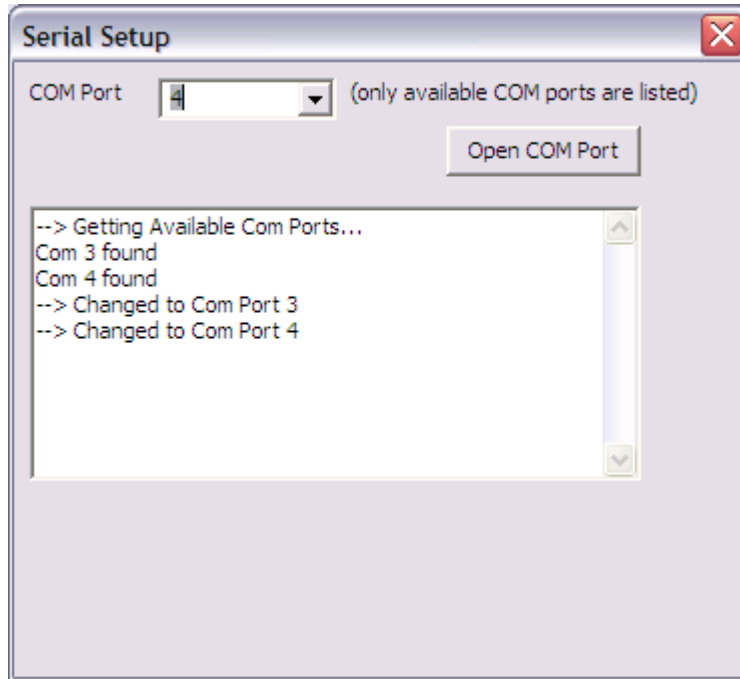 Serial Setup
COM Port 4 (only available COM ports are listed)
Open COM Port
--> Getting Available Com Ports...
Com 3 found
Com 4 found
--> Changed to Com Port 3
--> Changed to Com Port 4